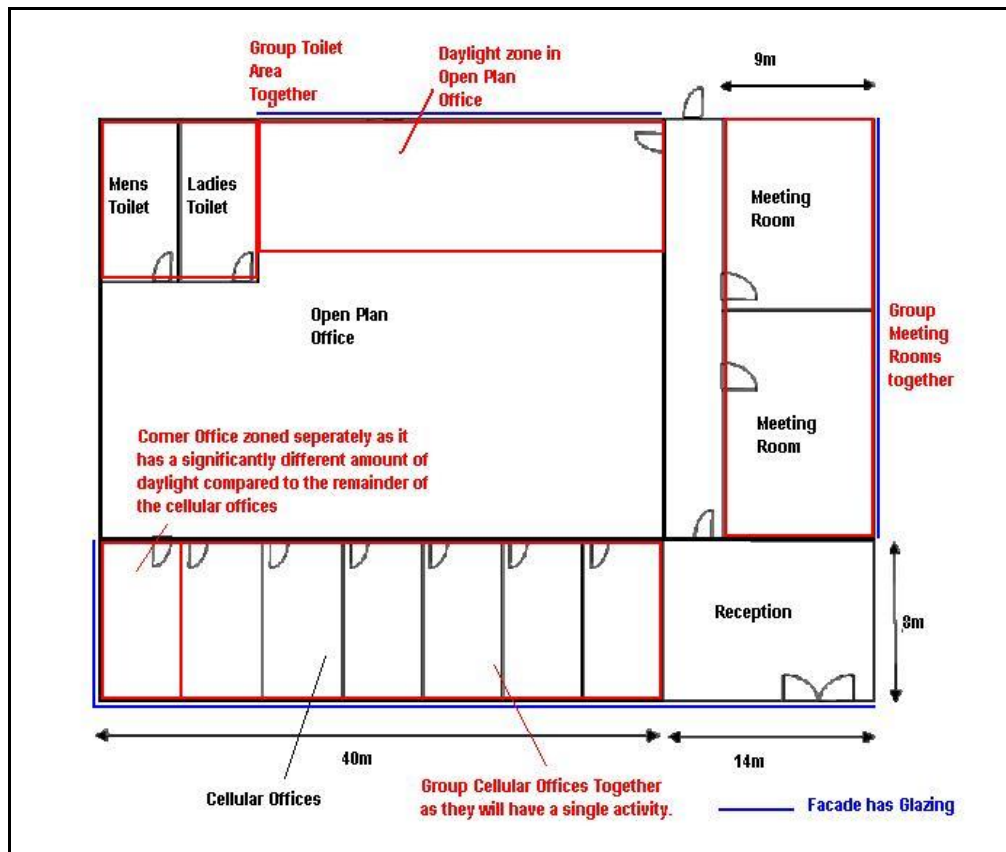 Group Toilet
Area
Together
Daylight zone in
Open Plan
Office
9m
Mens
Toilet
Ladies
Toilet
Meeting
Room
Open Plan
Office
Group
Meeting
Rooms
together
Meeting
Room
Corner Office zoned seperately as it
has a significantly different amount of
daylight compared to the remainder of
the cellular offices
Reception
8m
40m
14m
Cellular Offices
Group Cellular Offices Together
as they will have a single activity.
Facade has Glazing